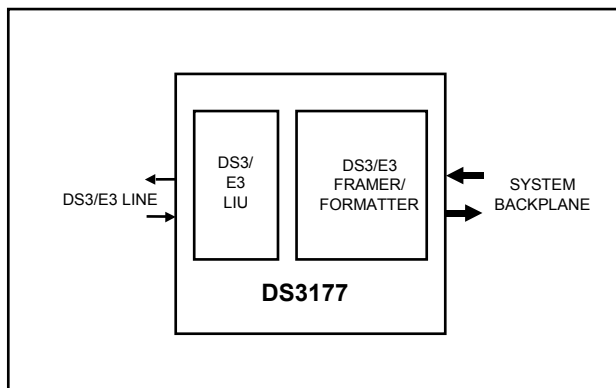 DS3/E3 LINE
DS3/
E3
LIU
DS3/E3
FRAMER/
FORMATTER
SYSTEM
BACKPLANE
DS3177